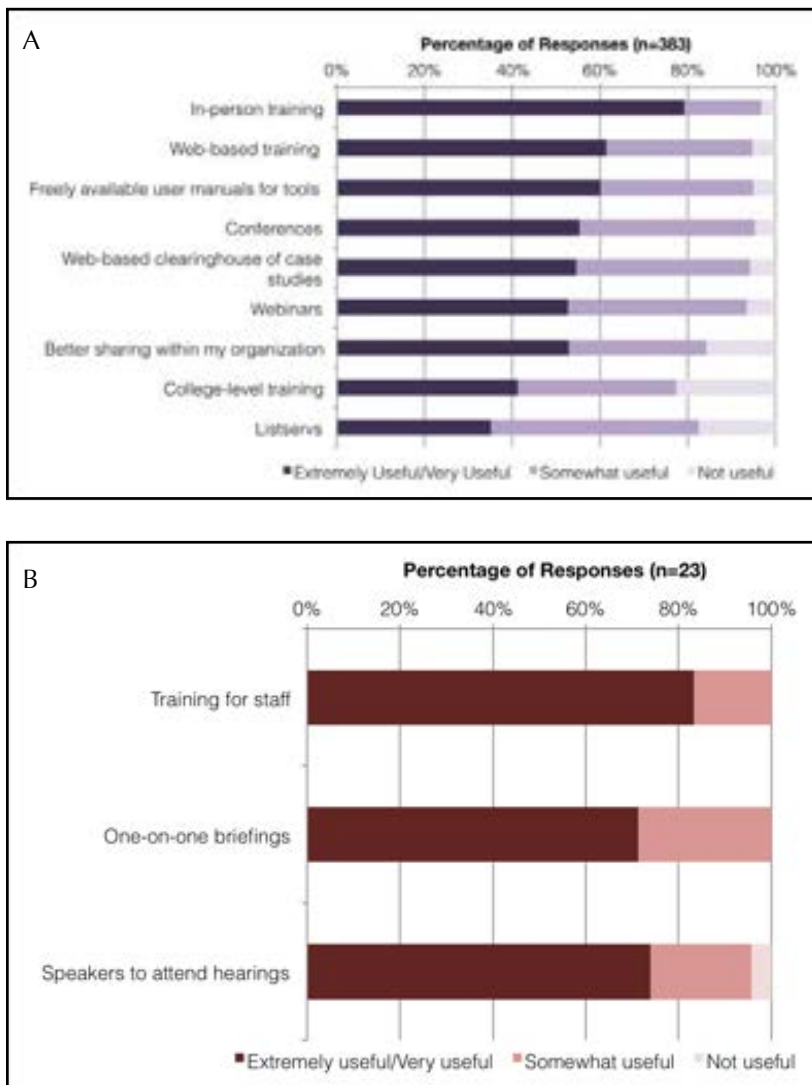 A
Percentage of Responses (n=383)
0% 20% 40% 60% 80% 100%
In-person training
Web-based training
Freely available user manuals for tools
Conferences
Web-based clearinghouse of case
studies
Webinars
Better sharing within my organization
College-level training
Listservs
Extremely Useful/Very Useful Somewhat useful Not useful
B
Percentage of Responses (n=23)
0% 20% 40% 60% 80% 100%
Training for staff
One-on-one briefings
Speakers to attend hearings
Extremely useful/Very useful Somewhat useful Not useful